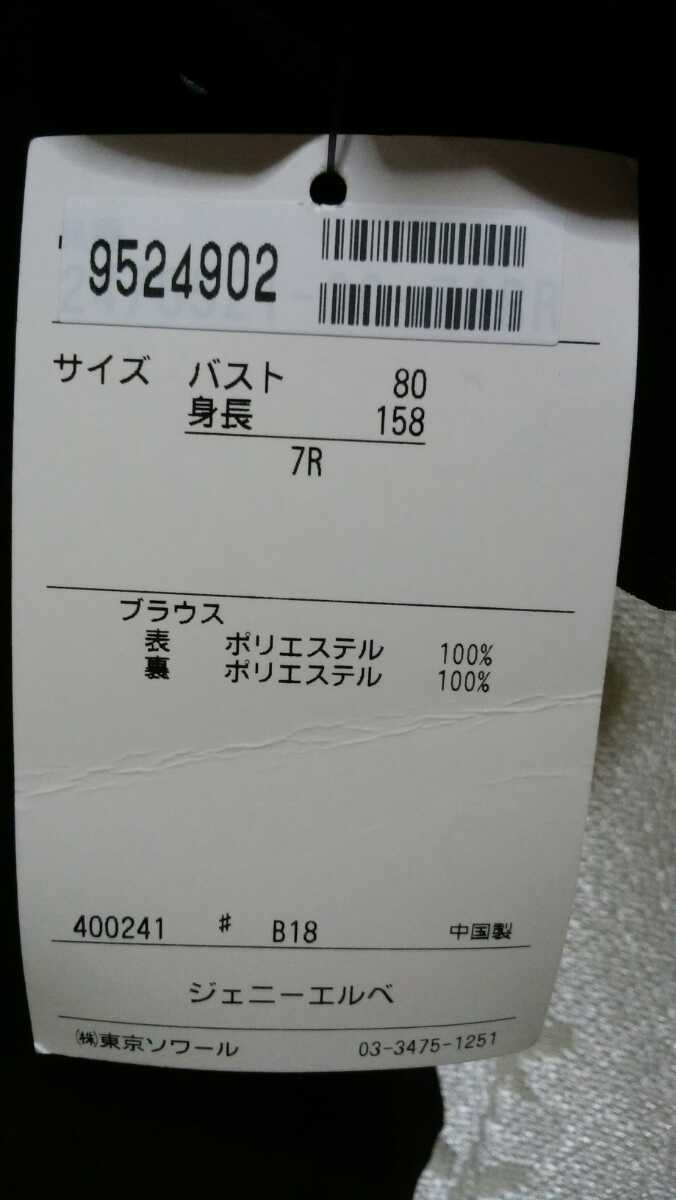 9524902
サイズ バスト 80
身長 158
7R
ブラウス
表 ポリエステル 100%
裏 ポリエステル 100%
400241 # B18 中国製
ジェニーエルベ
㈱東京ソワール 03-3475-1251